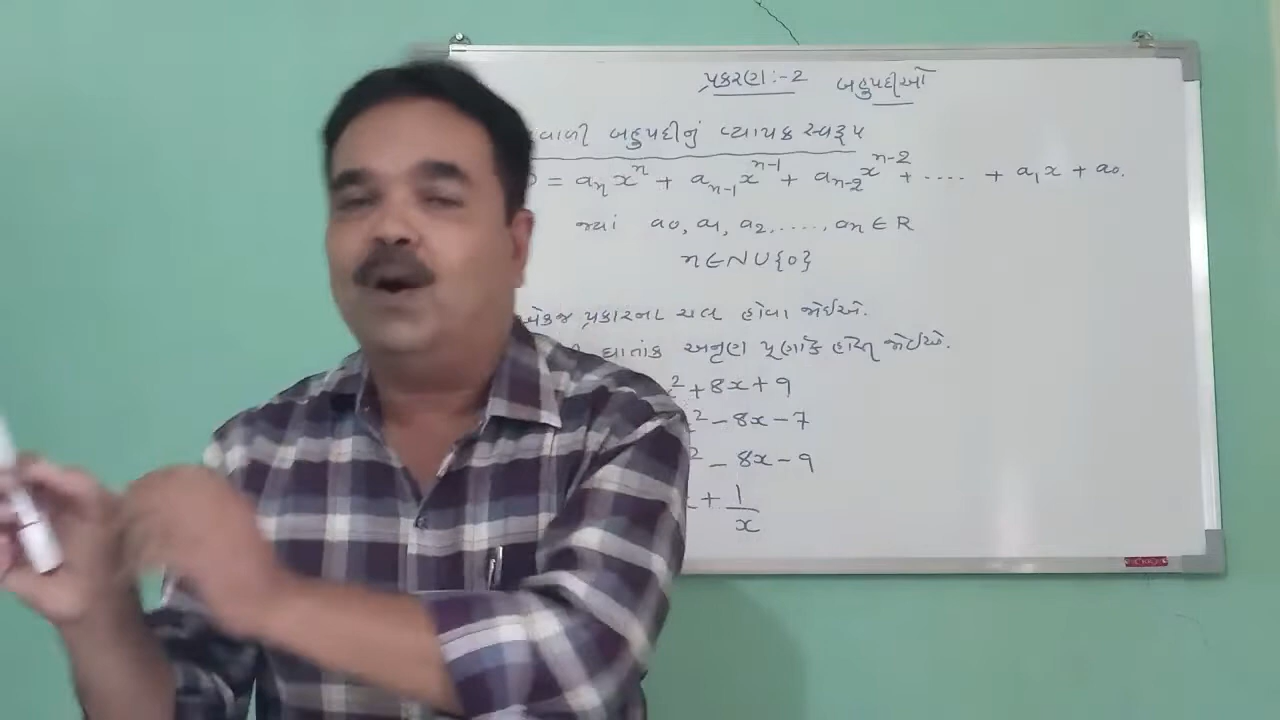 પ્રકરણ:-2 બહુપદીઓ
વાળી બહુપદીનું વ્યાપક સ્વરૂપ
= aₙxⁿ + aₙ₋₁xⁿ⁻¹ + aₙ₋₂xⁿ⁻² + .... + a₁x + a₀.
જ્યાં a₀, a₁, a₂, ....., aₙ ∈ R
n ∈ N ∪ {0}
એકજ પ્રકારના ચલ હોવા જોઈએ.
ઘાતાંક અનૃણ પૂર્ણાંક હોવા જોઈએ.
² + 8x + 9
² - 8x - 7
² - 8x - 9
+ 1/x